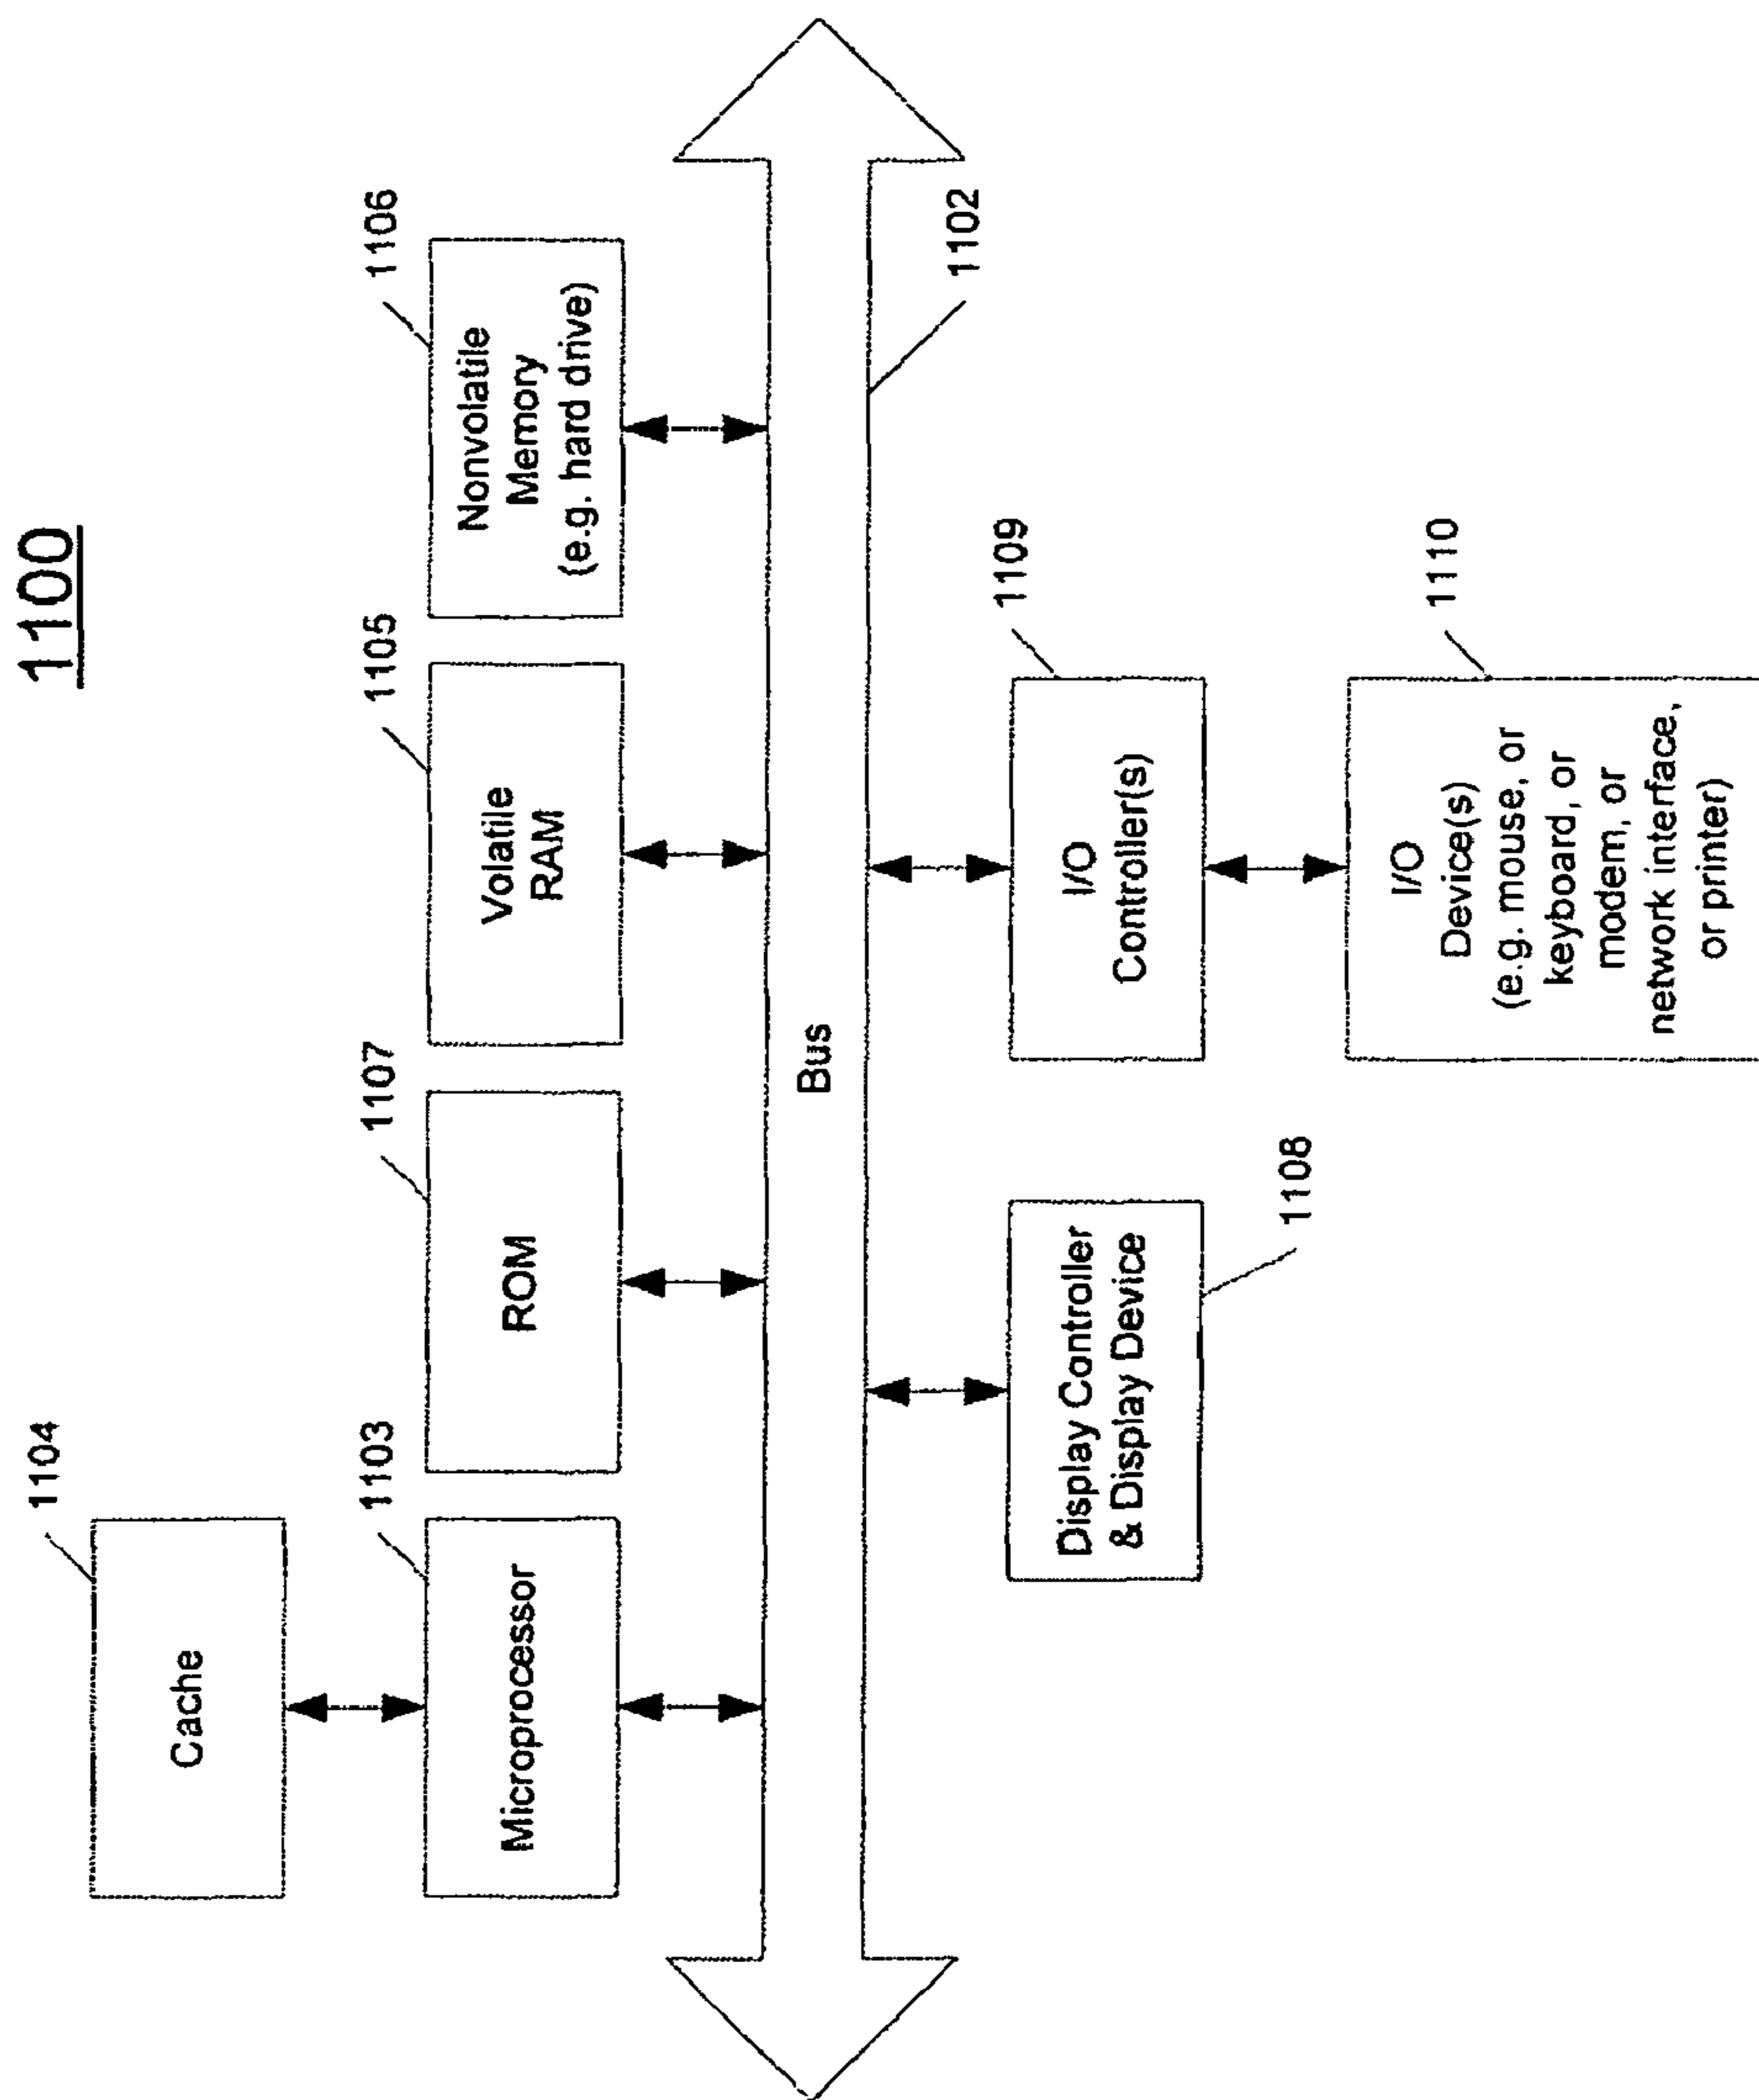 1100
1104
Cache
1103
1107
1105
1106
Microprocessor
ROM
Volatile
RAM
Nonvolatile
Memory
(e.g. hard drive)
Bus
1102
Display Controller
& Display Device
1108
I/O
Controller(s)
1109
I/O
Device(s)
(e.g. mouse, or
keyboard, or
modem, or
network interface,
or printer)
1110